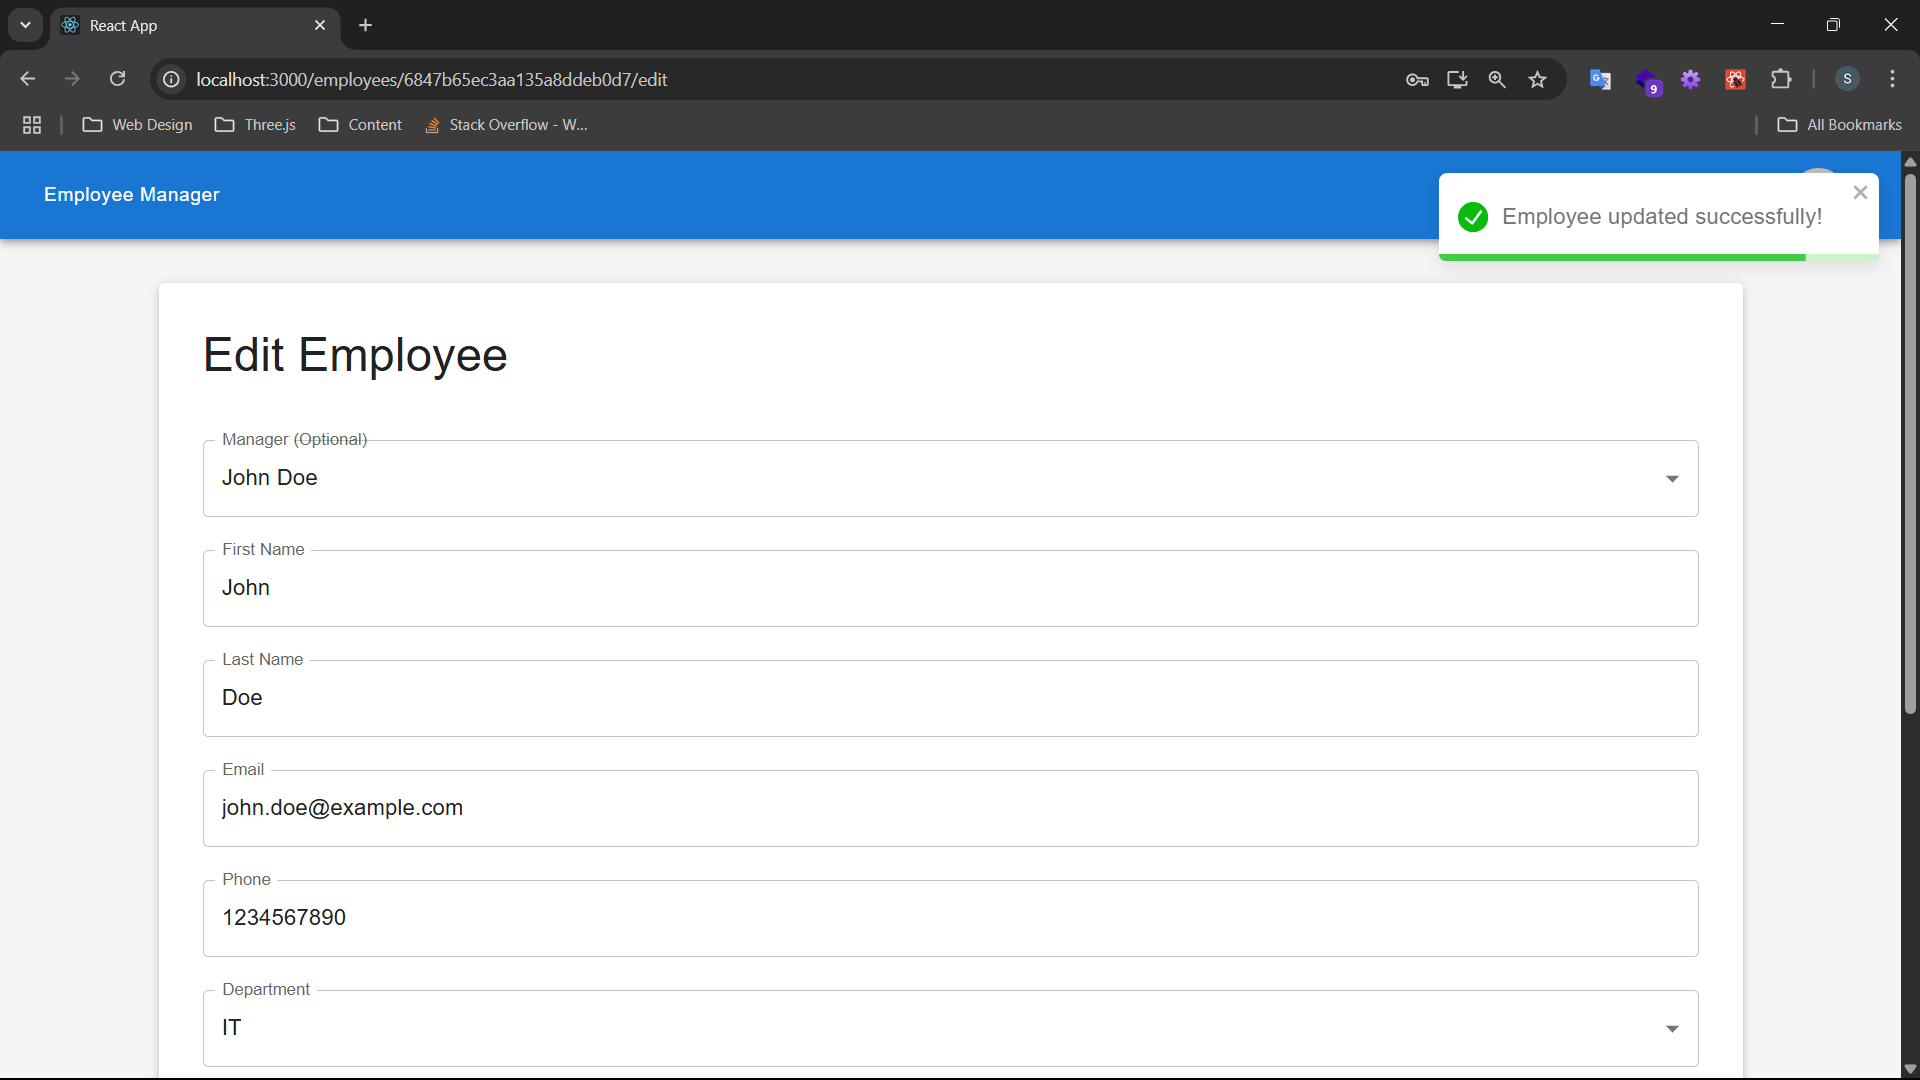 React App
localhost:3000/employees/6847b65ec3aa135a8ddeb0d7/edit
9
S
Web Design
Three.js
Content
Stack Overflow - W...
All Bookmarks
Employee Manager
Employee updated successfully!
Edit Employee
Manager (Optional)
John Doe
First Name
John
Last Name
Doe
Email
john.doe@example.com
Phone
1234567890
Department
IT